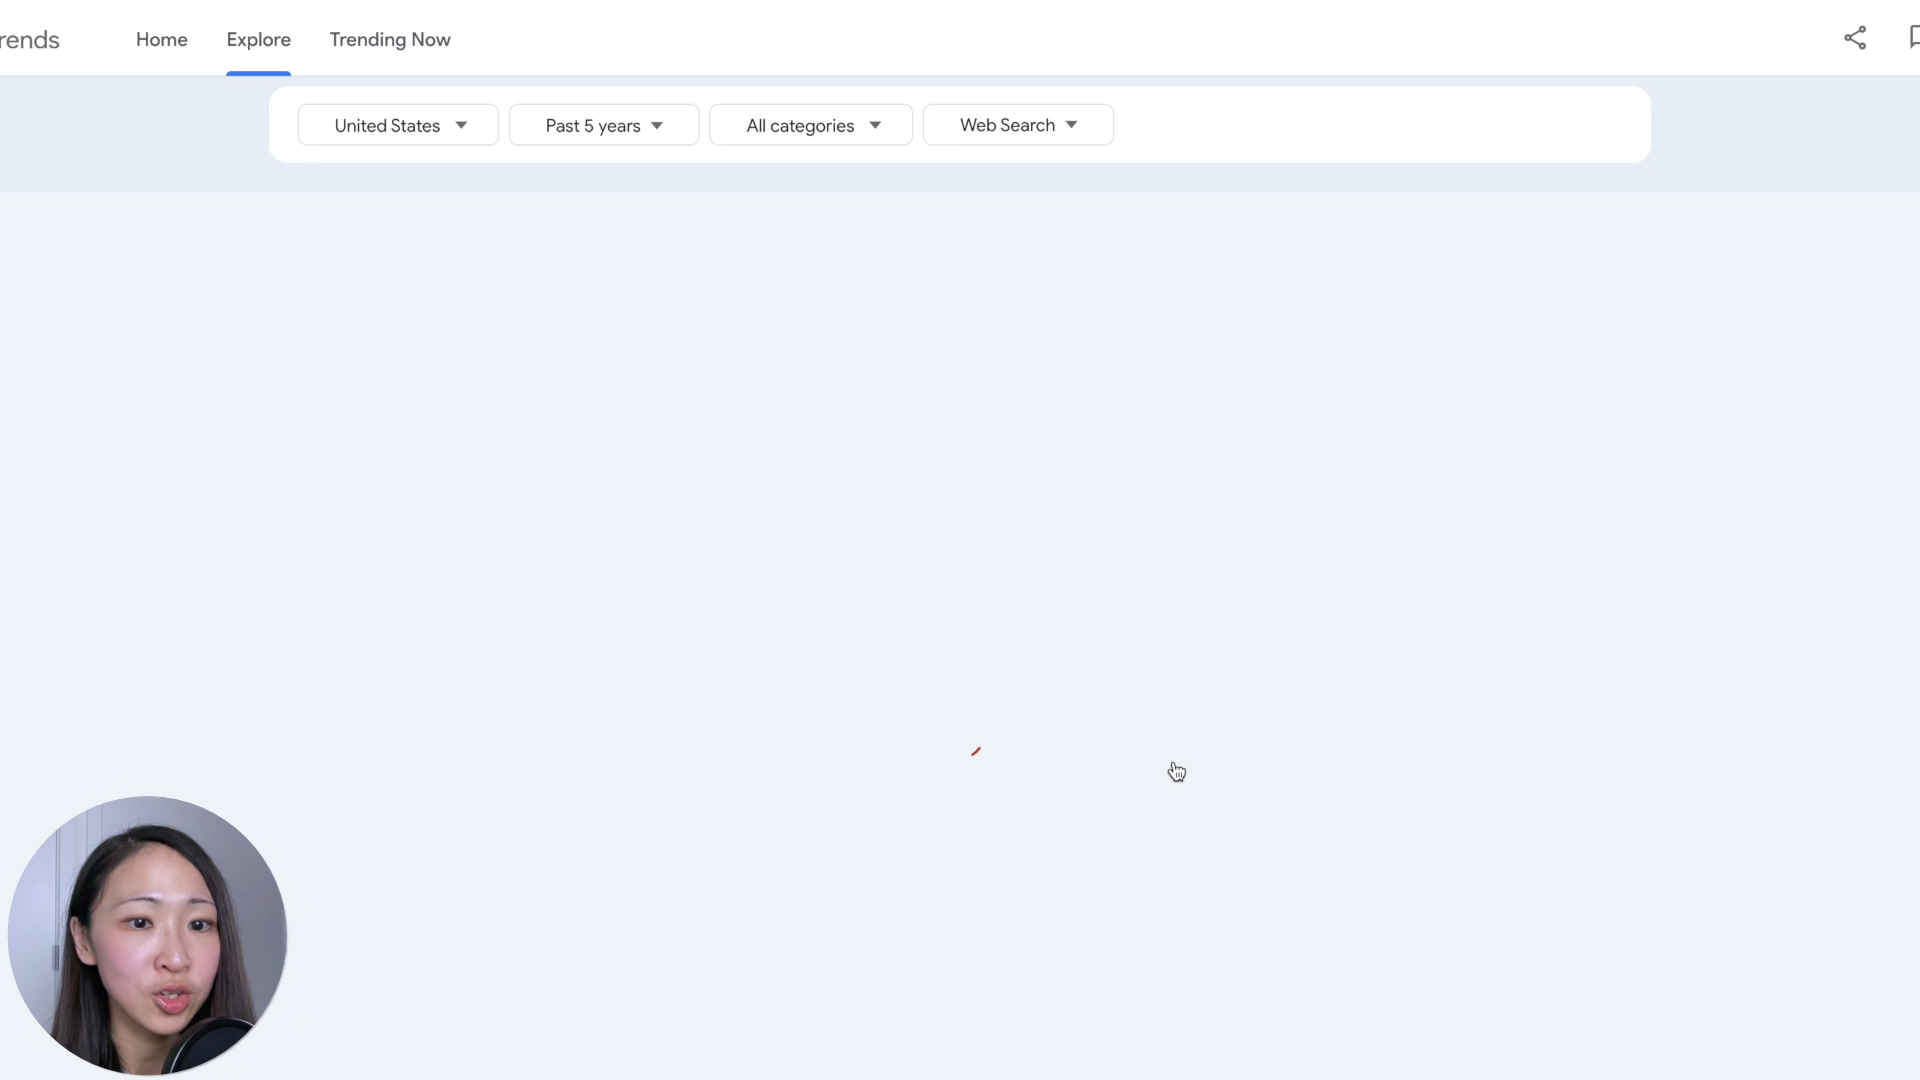 rends
Home Explore Trending Now
United States Past 5 years All categories Web Search